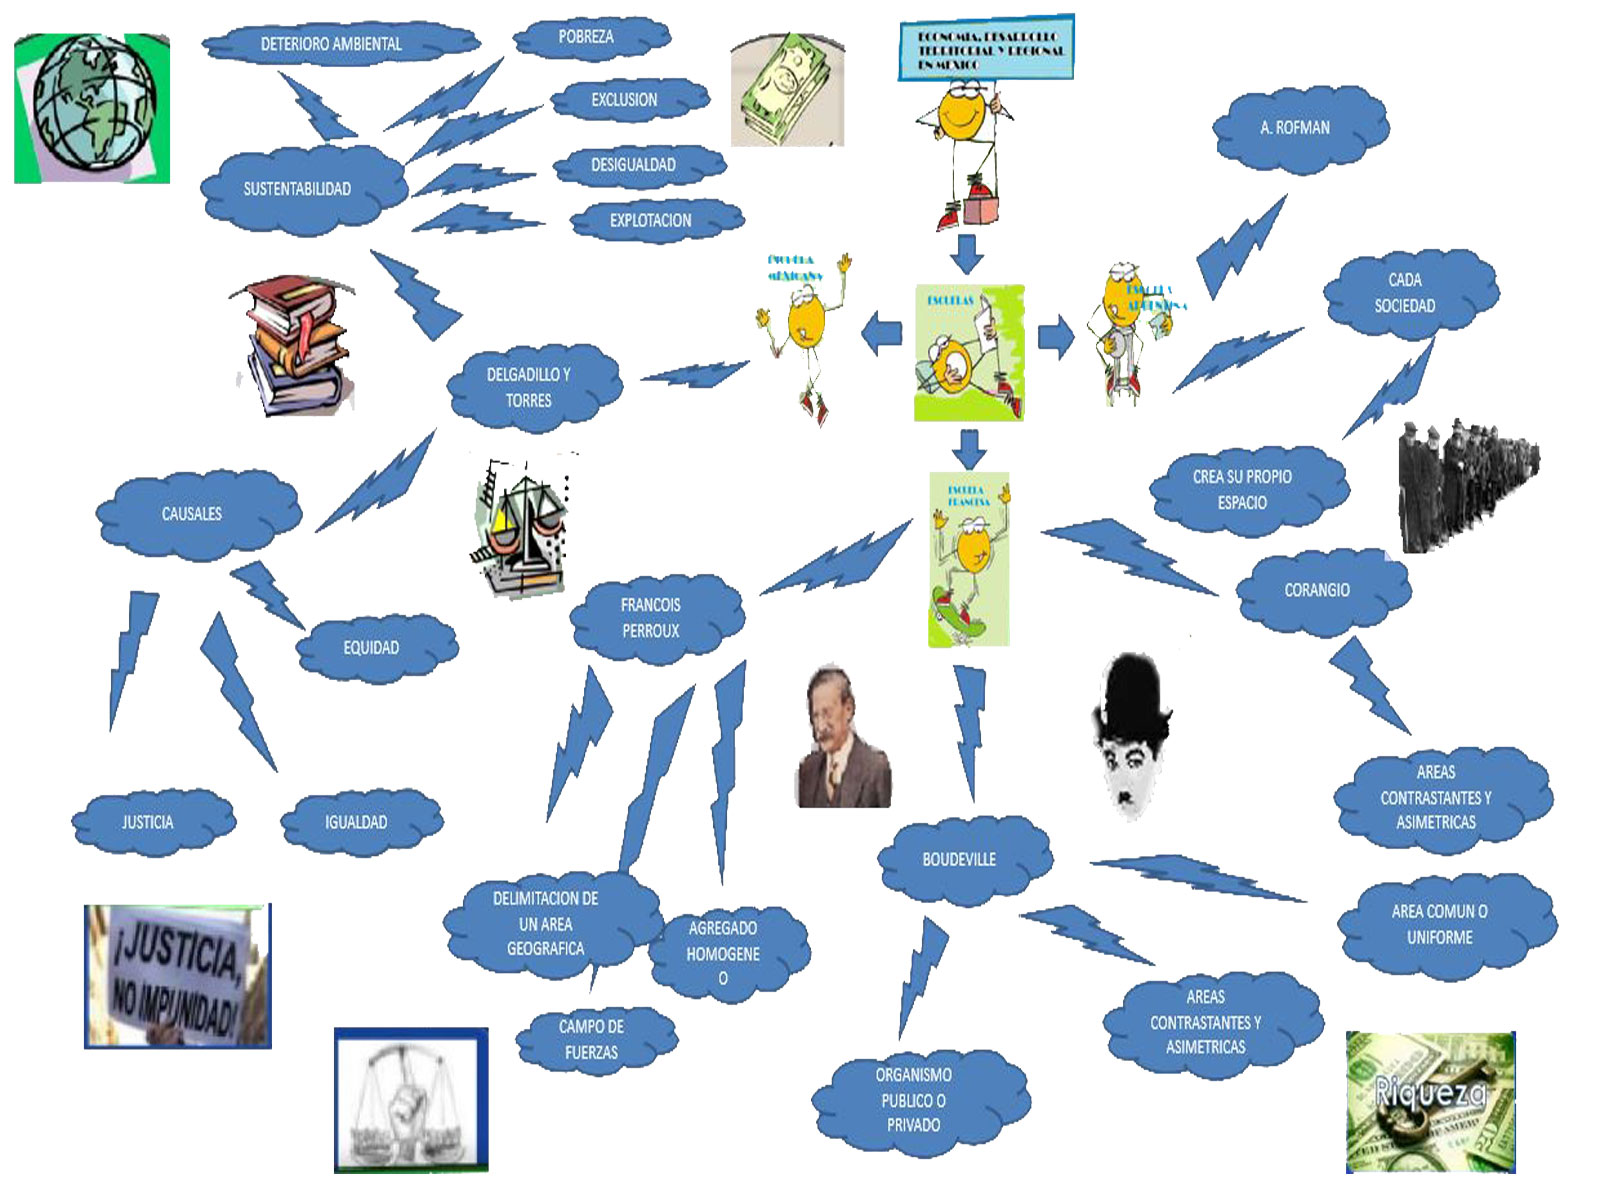 ECONOMIA, DESARROLLO
TERRITORIAL Y REGIONAL
EN MEXICO
DETERIORO AMBIENTAL
POBREZA
EXCLUSION
DESIGUALDAD
EXPLOTACION
SUSTENTABILIDAD
A. ROFMAN
CADA
SOCIEDAD
ESCUELA
MEXICANA
ESCUELAS
ESCUELA
ARGENTINA
DELGADILLO Y
TORRES
CREA SU PROPIO
ESPACIO
CAUSALES
ESCUELA
FRANCESA
CORANGIO
FRANCOIS
PERROUX
EQUIDAD
JUSTICIA
IGUALDAD
AREAS
CONTRASTANTES Y
ASIMETRICAS
BOUDEVILLE
DELIMITACION DE
UN AREA
GEOGRAFICA
AGREGADO
HOMOGENE
O
AREA COMUN O
UNIFORME
¡JUSTICIA,
NO IMPUNIDAD!
CAMPO DE
FUERZAS
AREAS
CONTRASTANTES Y
ASIMETRICAS
ORGANISMO
PUBLICO O
PRIVADO
Riqueza
20